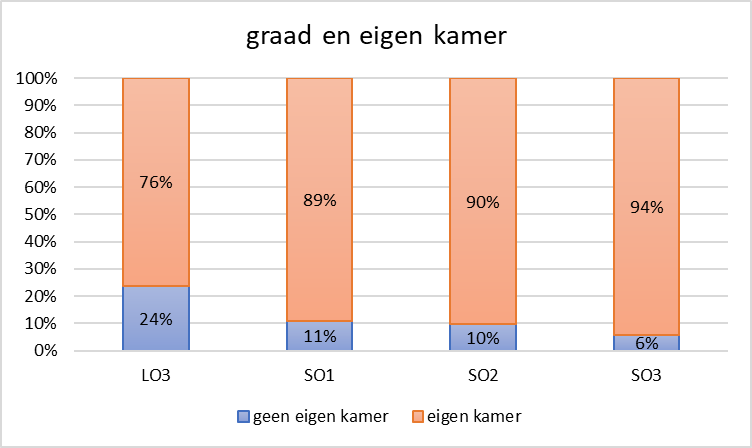 graad en eigen kamer
100%
90%
80%
70%
60%
50%
40%
30%
20%
10%
0%
76% 89% 90% 94%
24% 11% 10% 6%
LO3 SO1 SO2 SO3
geen eigen kamer eigen kamer